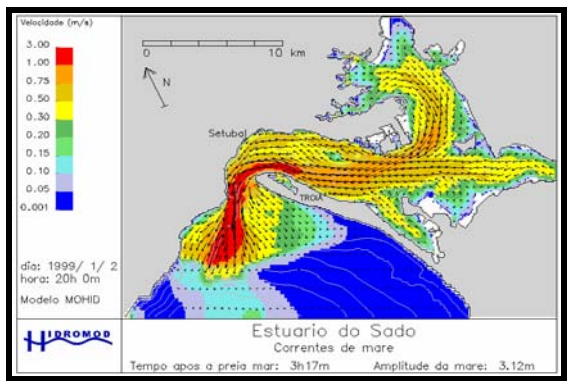 Velocidade (m/s)
3.00
1.00
0.75
0.50
0.30
0.20
0.15
0.10
0.05
0.001
0
10 km
N
Setubal
TROIA
dia: 1999/ 1/ 2
hora: 20h 0m
Modelo MOHID
HIDROMOD
Estuario do Sado
Correntes de mare
Tempo apos a preia mar: 3h17m
Amplitude da mare: 3.12m